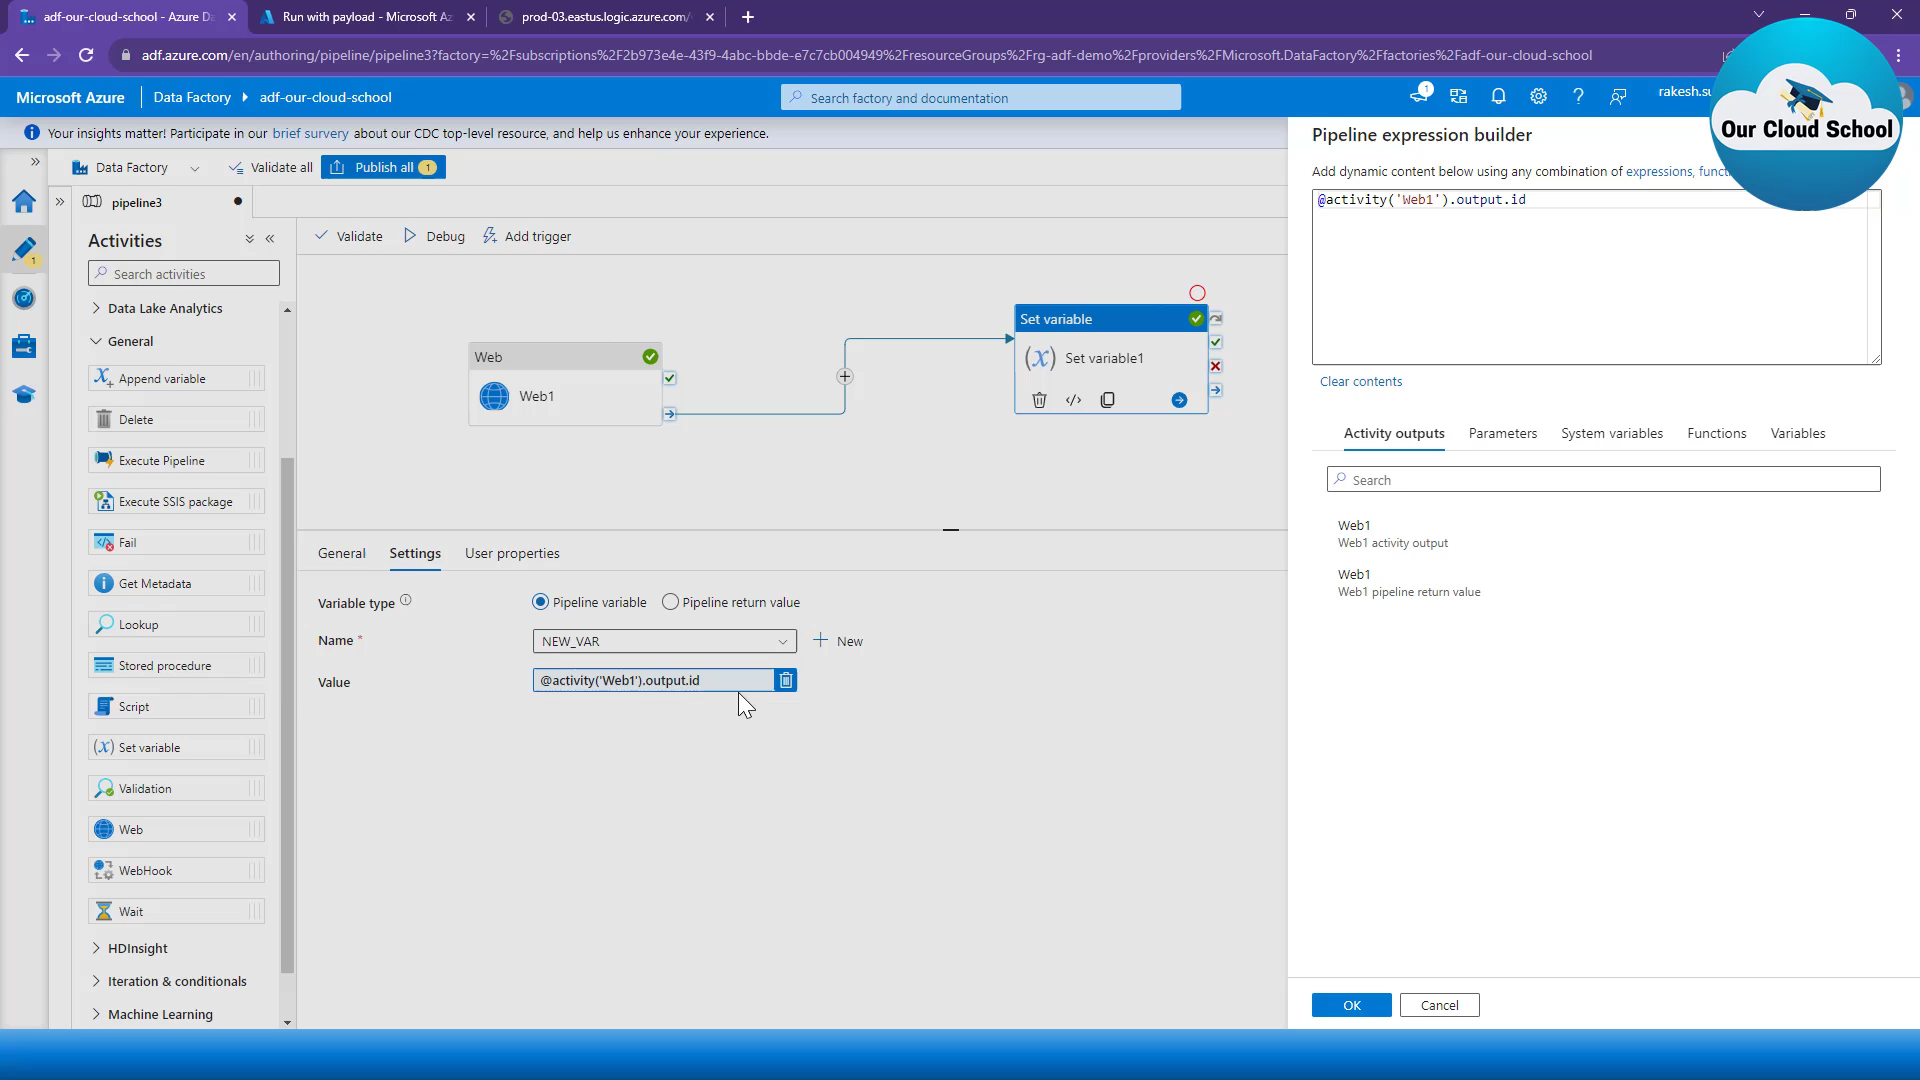 adf-our-cloud-school - Azure Da
Run with payload - Microsoft Az
prod-03.eastus.logic.azure.com/
adf.azure.com/en/authoring/pipeline/pipeline3?factory=%2Fsubscriptions%2F2b973e4e-43f9-4abc-bbde-e7c7cb004949%2FresourceGroups%2Frg-adf-demo%2Fproviders%2FMicrosoft.DataFactory%2Ffactories%2Fadf-our-cloud-school
Microsoft Azure
Data Factory
adf-our-cloud-school
Search factory and documentation
1
rakesh.su
Our Cloud School
Your insights matter! Participate in our brief survey about our CDC top-level resource, and help us enhance your experience.
Data Factory
Validate all
Publish all 1
pipeline3
Activities
Search activities
1
Data Lake Analytics
General
Append variable
Delete
Execute Pipeline
Execute SSIS package
Fail
Get Metadata
Lookup
Stored procedure
Script
Set variable
Validation
Web
WebHook
Wait
HDInsight
Iteration & conditionals
Machine Learning
Validate
Debug
Add trigger
Web
Web1
Set variable
(x) Set variable1
General
Settings
User properties
Variable type
Pipeline variable
Pipeline return value
Name *
NEW_VAR
New
Value
@activity('Web1').output.id
Pipeline expression builder
Add dynamic content below using any combination of expressions, funct
@activity('Web1').output.id
Clear contents
Activity outputs
Parameters
System variables
Functions
Variables
Search
Web1
Web1 activity output
Web1
Web1 pipeline return value
OK
Cancel